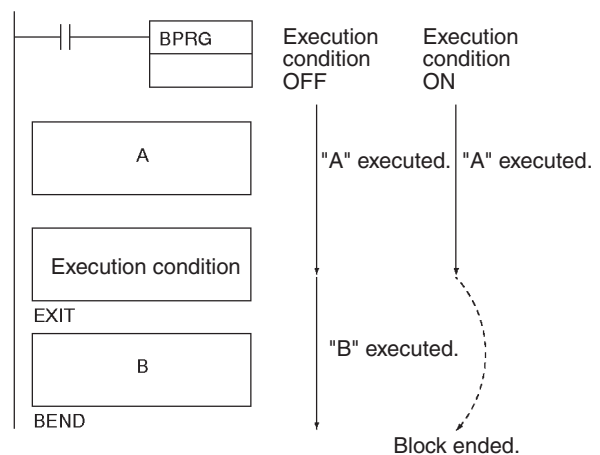 BPRG
Execution
condition
OFF
Execution
condition
ON
A
"A" executed.
"A" executed.
Execution condition
EXIT
B
"B" executed.
BEND
Block ended.